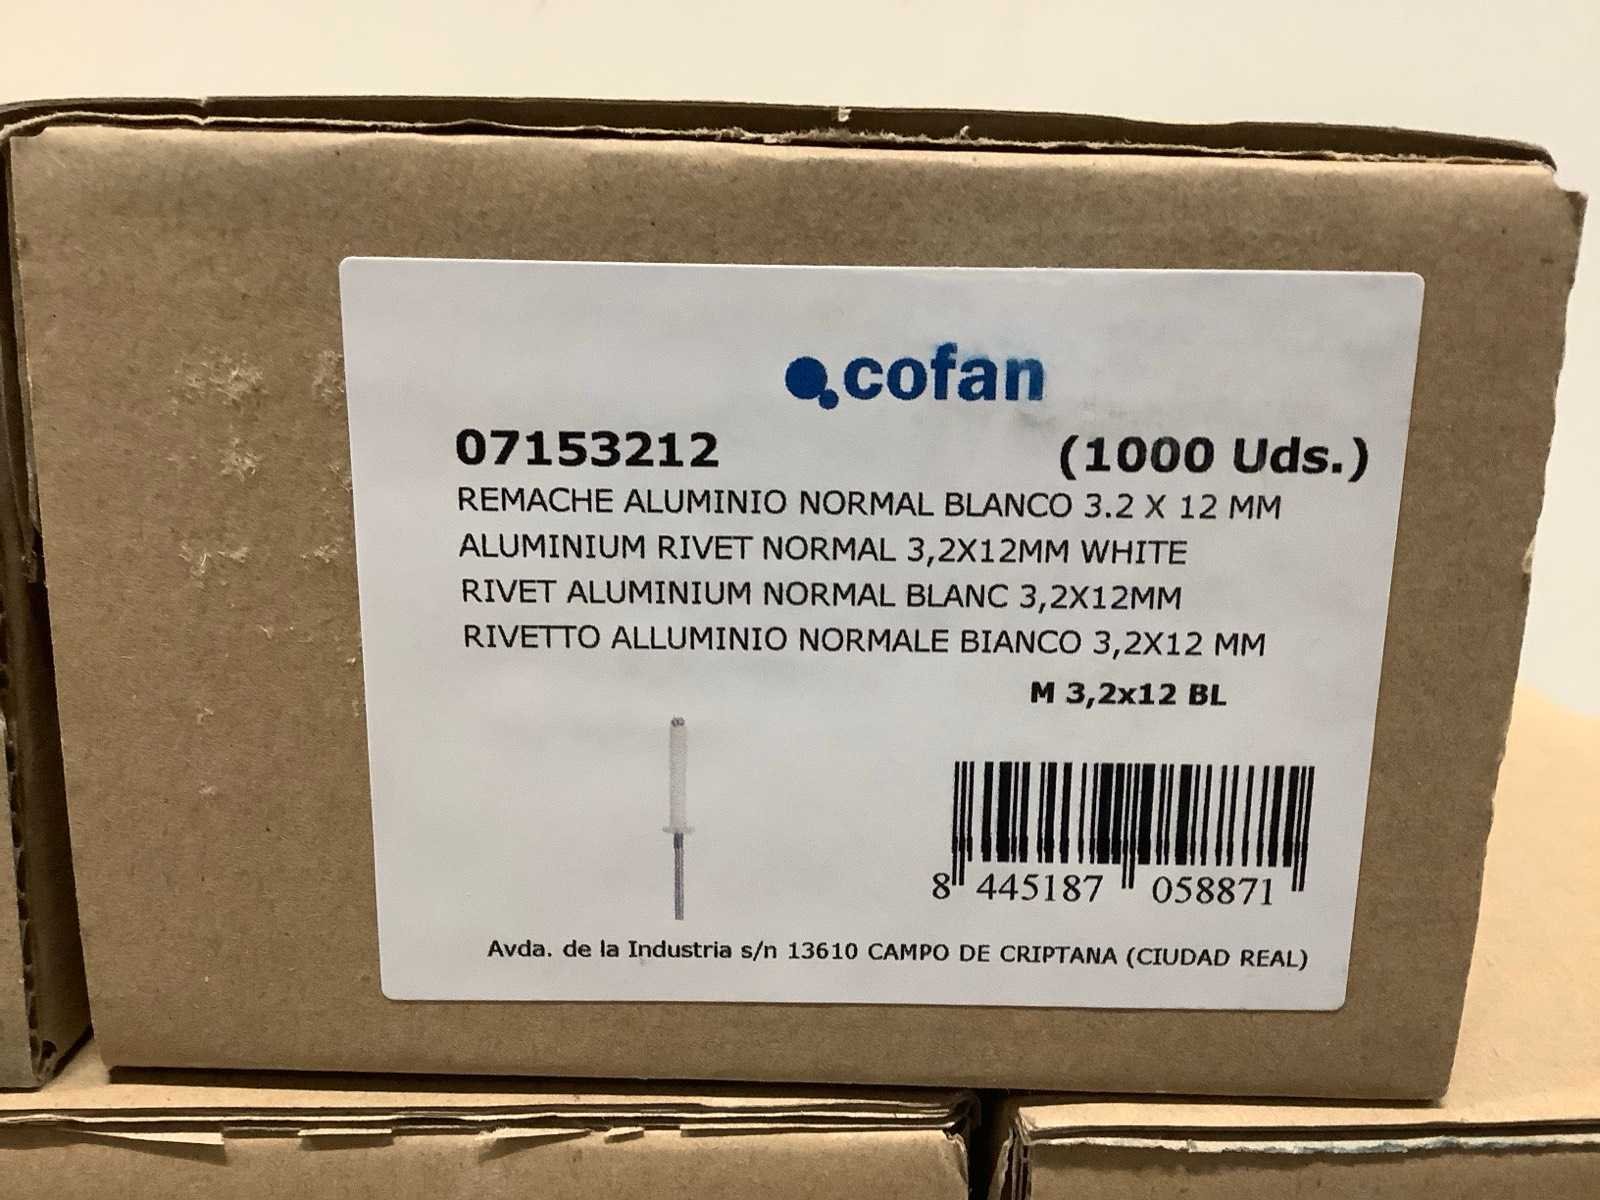 cofan
07153212 (1000 Uds.)
REMACHE ALUMINIO NORMAL BLANCO 3.2 X 12 MM
ALUMINIUM RIVET NORMAL 3,2X12MM WHITE
RIVET ALUMINIUM NORMAL BLANC 3,2X12MM
RIVETTO ALLUMINIO NORMALE BIANCO 3,2X12 MM
M 3,2x12 BL
8 445187 058871
Avda. de la Industria s/n 13610 CAMPO DE CRIPTANA (CIUDAD REAL)